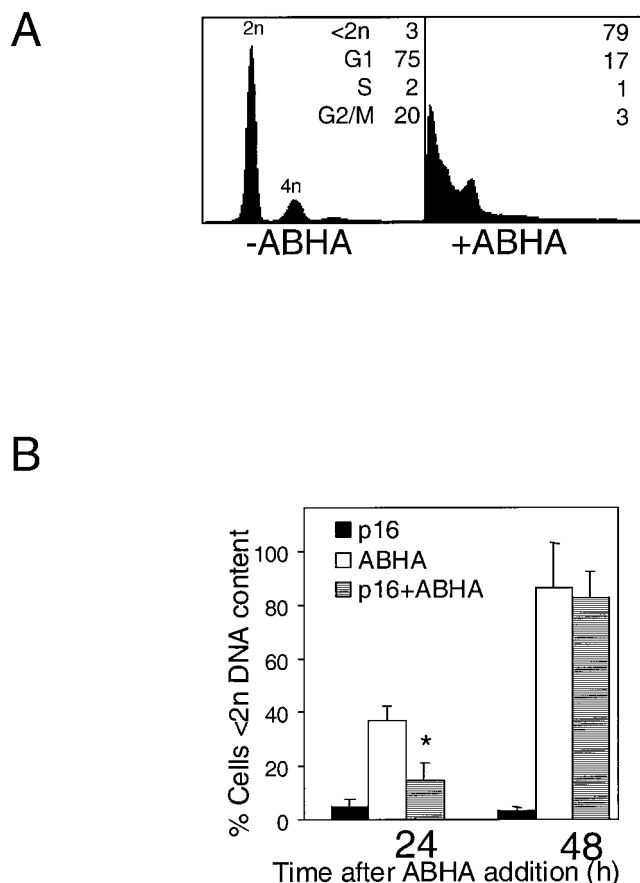 A
2n
<2n 3 79
G1 75 17
S 2 1
G2/M 20 3
4n
-ABHA +ABHA
B
p16
ABHA
p16+ABHA
% Cells <2n DNA content
100
80
60
40
20
0
*
24 48
Time after ABHA addition (h)